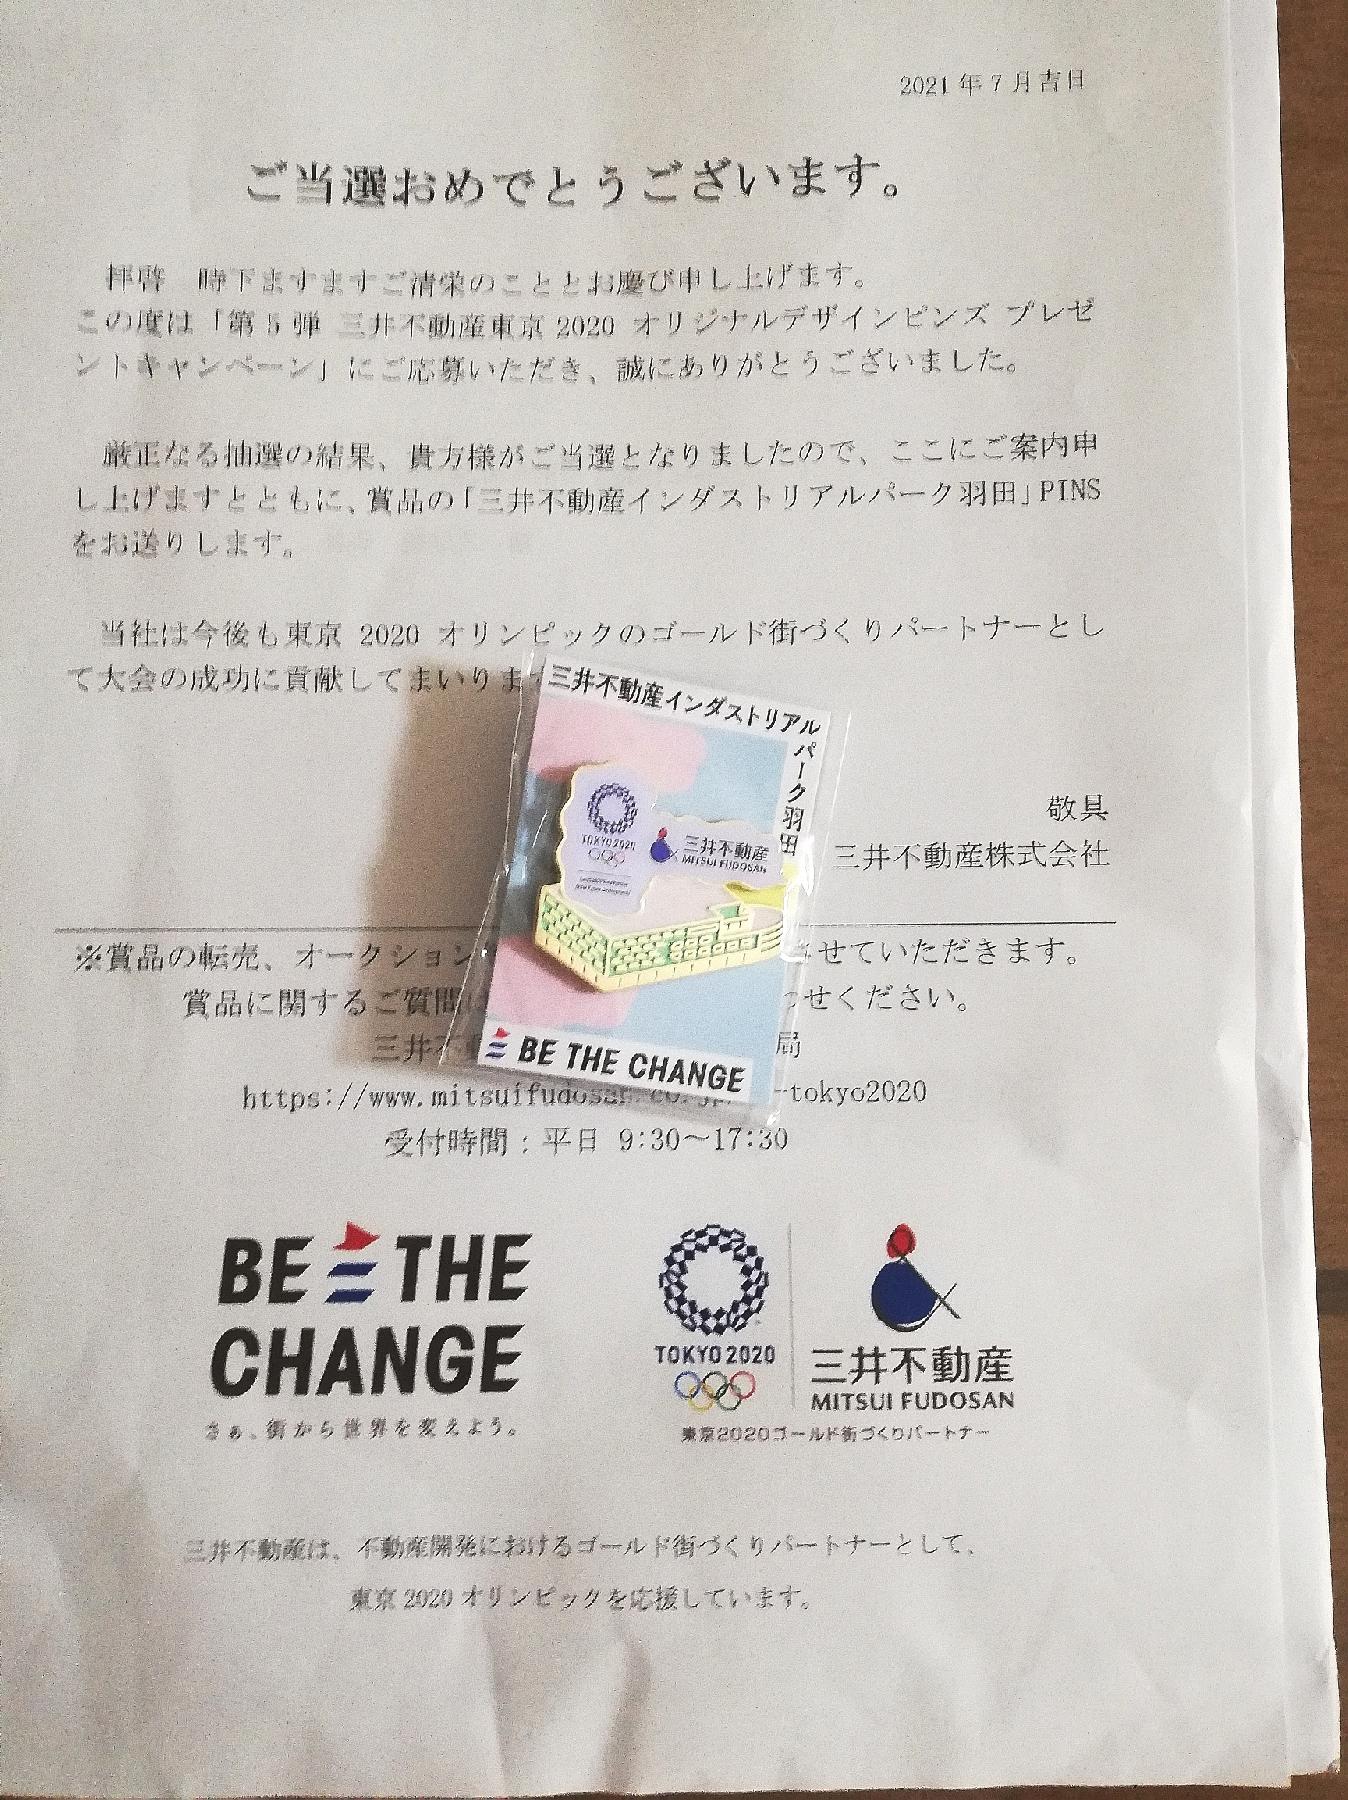 2021年7月吉日
ご当選おめでとうございます。
拝啓　時下ますますご清栄のこととお慶び申し上げます。
この度は「第5弾 三井不動産東京2020 オリジナルデザインピンズ プレゼ
ントキャンペーン」にご応募いただき、誠にありがとうございました。
厳正なる抽選の結果、貴方様がご当選となりましたので、ここにご案内申
し上げますとともに、賞品の「三井不動産インダストリアルパーク羽田」PINS
をお送りします。
当社は今後も東京 2020 オリンピックのゴールド街づくりパートナーとし
て大会の成功に貢献してまいりま
三井不動産インダストリアル
パーク羽田
TOKYO 2020
三井不動産
MITSUI FUDOSAN
BE THE CHANGE
敬具
三井不動産株式会社
※賞品の転売、オークション させていただきます。
賞品に関するご質問は わせください。
三井不 局
https://www.mitsuifudosan.co.jp/ -tokyo2020
受付時間：平日 9:30～17:30
BE THE
CHANGE
さぁ、街から世界を変えよう。
TOKYO 2020
三井不動産
MITSUI FUDOSAN
東京2020ゴールド街づくりパートナー
三井不動産は、不動産開発におけるゴールド街づくりパートナーとして、
東京2020オリンピックを応援しています。